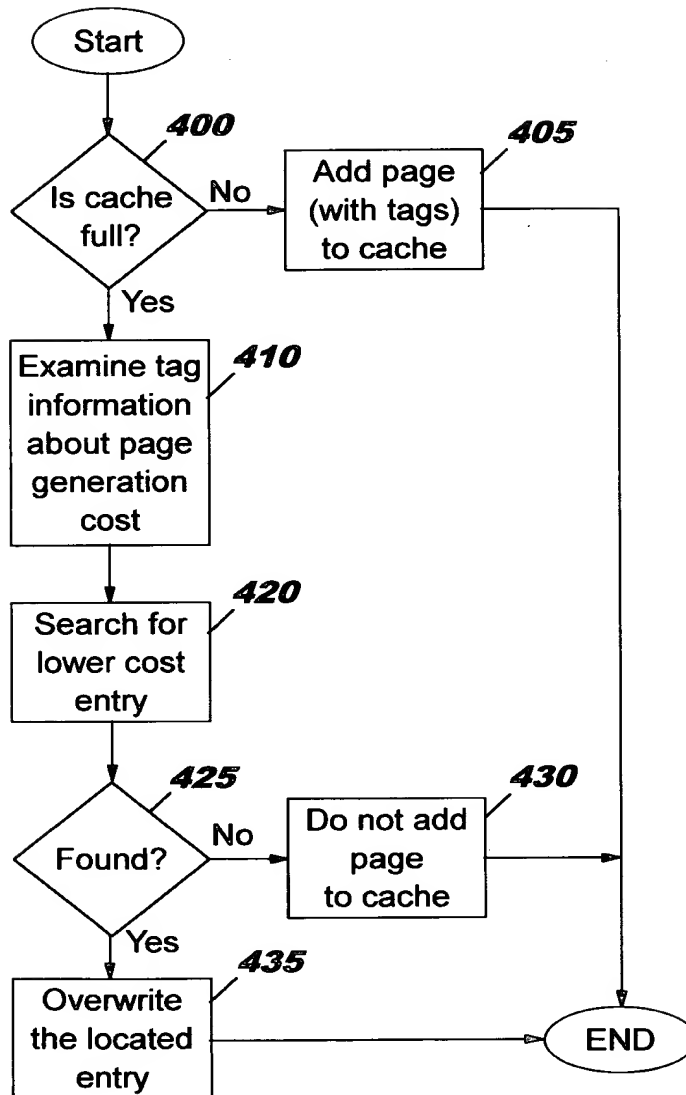 Start
400
Is cache
full?
No
405
Add page
(with tags)
to cache
Yes
410
Examine tag
information
about page
generation
cost
420
Search for
lower cost
entry
425
Found?
No
430
Do not add
page
to cache
Yes
435
Overwrite
the located
entry
END